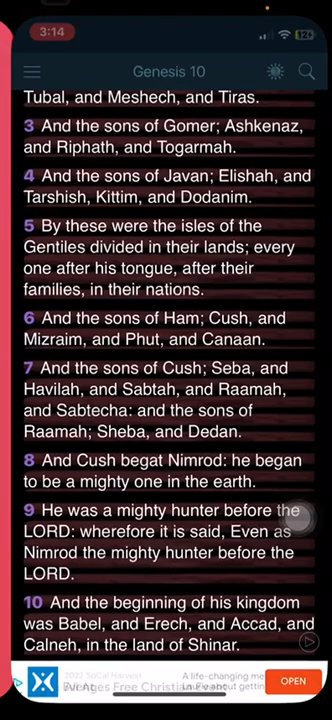 3:14
12
Genesis 10
Tubal, and Meshech, and Tiras.
3 And the sons of Gomer; Ashkenaz,
and Riphath, and Togarmah.
4 And the sons of Javan; Elishah, and
Tarshish, Kittim, and Dodanim.
5 By these were the isles of the
Gentiles divided in their lands; every
one after his tongue, after their
families, in their nations.
6 And the sons of Ham; Cush, and
Mizraim, and Phut, and Canaan.
7 And the sons of Cush; Seba, and
Havilah, and Sabtah, and Raamah,
and Sabtecha: and the sons of
Raamah; Sheba, and Dedan.
8 And Cush begat Nimrod: he began
to be a mighty one in the earth.
9 He was a mighty hunter before the
LORD: wherefore it is said, Even as
Nimrod the mighty hunter before the
LORD.
10 And the beginning of his kingdom
was Babel, and Erech, and Accad, and
Calneh, in the land of Shinar.
2022 SoCal Harvest
A life-changing me
Free Christian
about gettin
OPEN